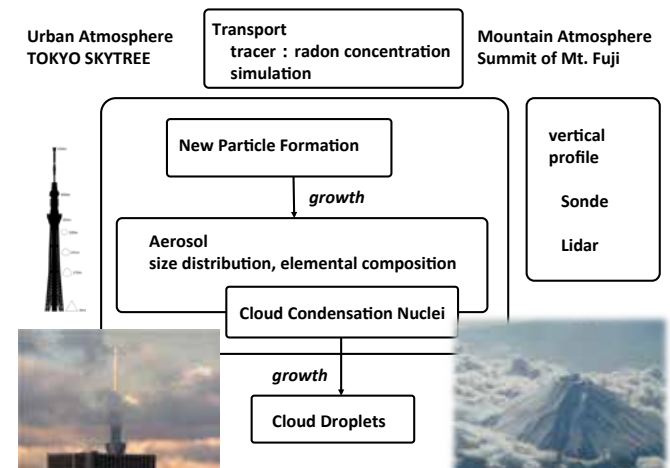 Urban Atmosphere
TOKYO SKYTREE
Transport
tracer : radon concentration
simulation
Mountain Atmosphere
Summit of Mt. Fuji
New Particle Formation
growth
Aerosol
size distribution, elemental composition
Cloud Condensation Nuclei
growth
Cloud Droplets
vertical
profile
Sonde
Lidar